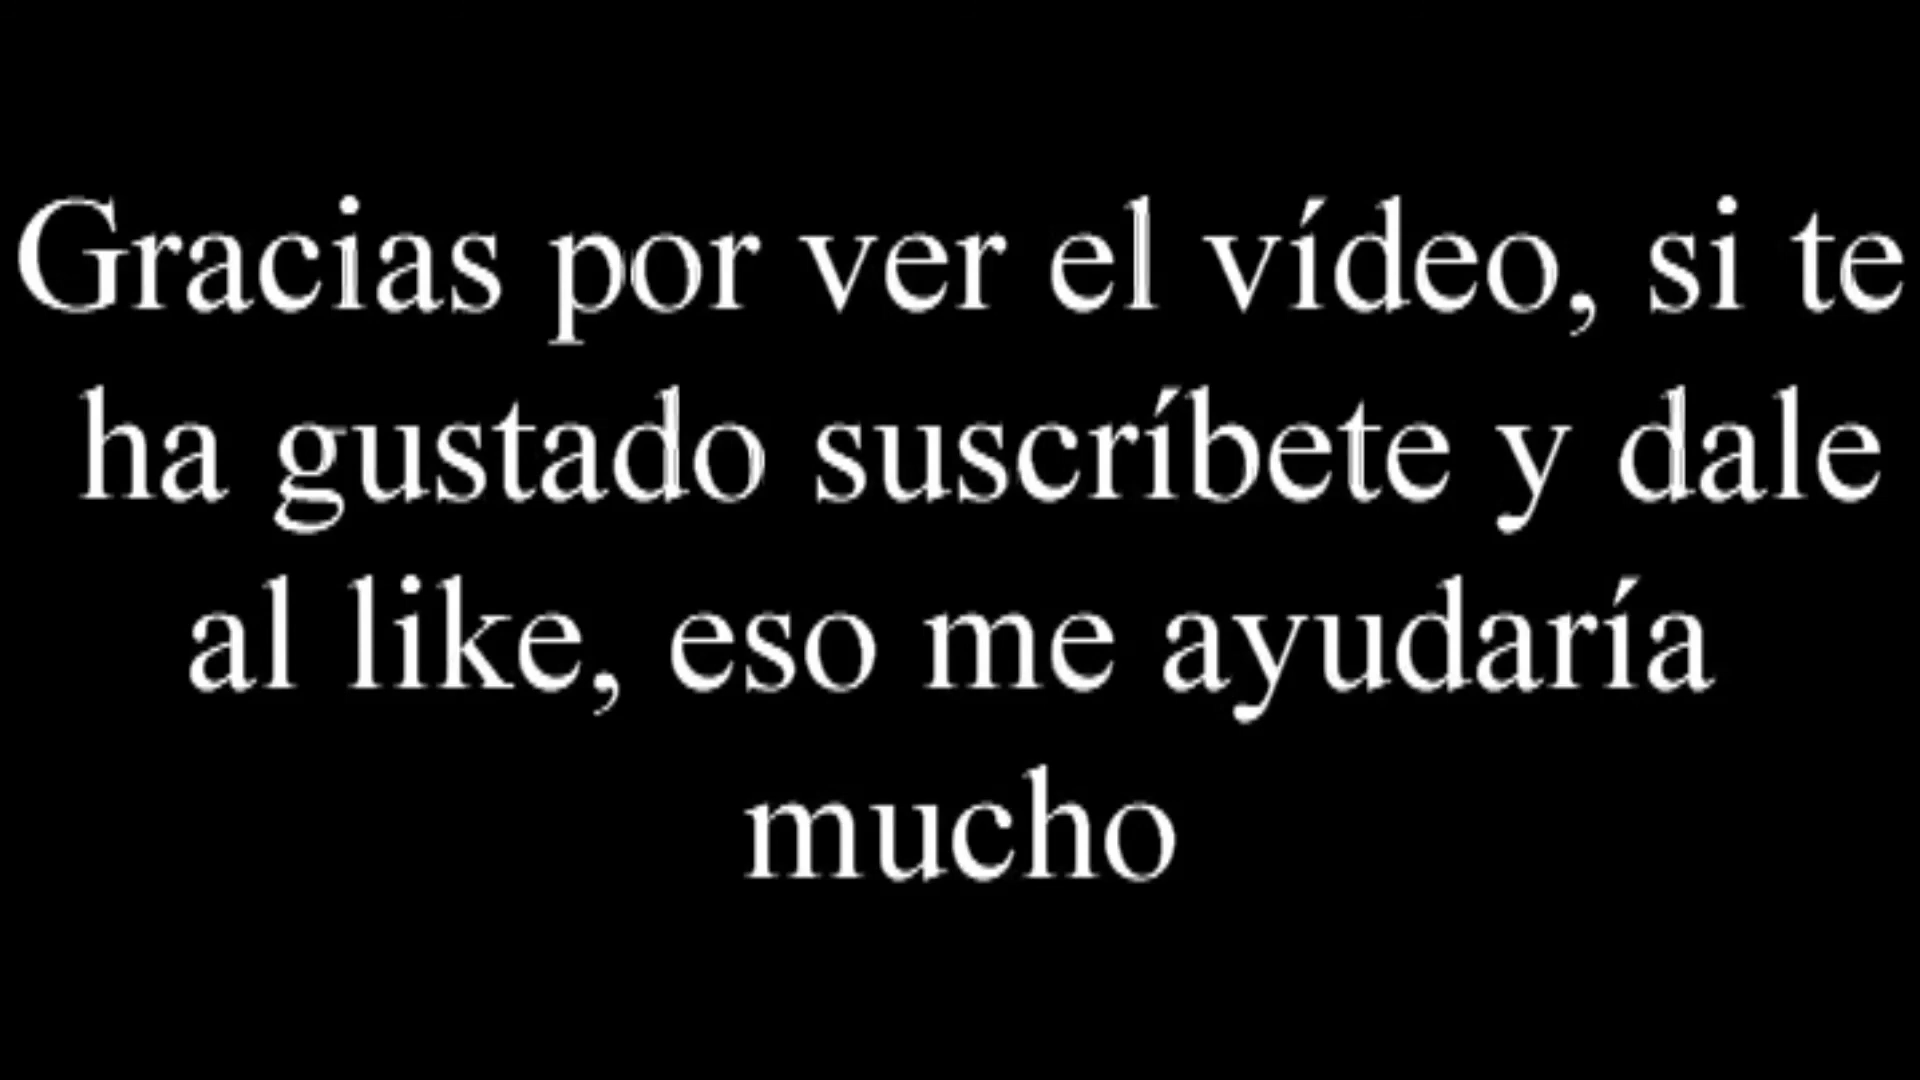 Gracias por ver el vídeo, si te
ha gustado suscríbete y dale
al like, eso me ayudaría
mucho